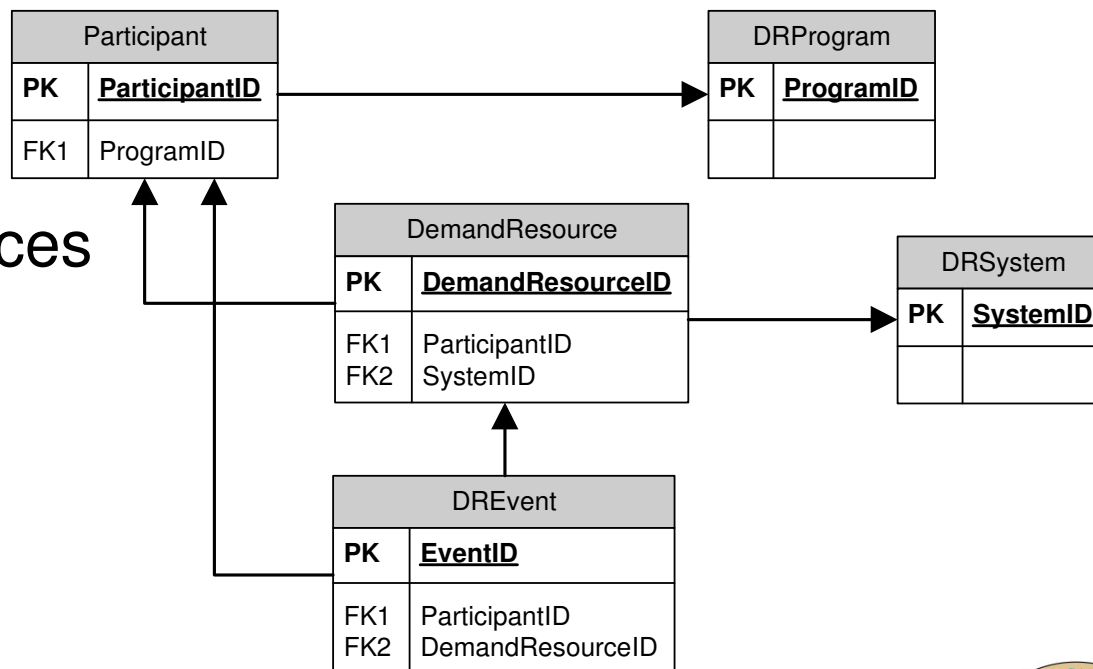 Participant
PK ParticipantID
FK1 ProgramID
DRProgram
PK ProgramID
ces
DemandResource
PK DemandResourceID
FK1 ParticipantID
FK2 SystemID
DRSystem
PK SystemID
DREvent
PK EventID
FK1 ParticipantID
FK2 DemandResourceID